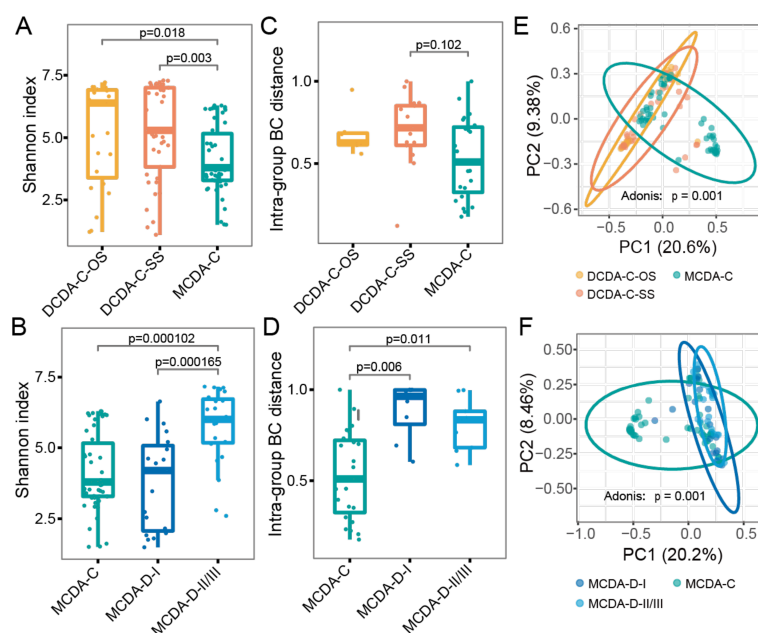 A
p=0.018
p=0.003
Shannon index
7.5
5.0
2.5
DCDA-C-OS
DCDA-C-SS
MCDA-C
C
p=0.102
Intra-group BC distance
1.0
0.5
DCDA-C-OS
DCDA-C-SS
MCDA-C
E
PC2 (9.38%)
0.6
0.3
0.0
-0.3
-0.6
Adonis: p = 0.001
-0.5 0.0 0.5
PC1 (20.6%)
DCDA-C-OS MCDA-C
DCDA-C-SS
B
p=0.000102
p=0.000165
Shannon index
7.5
5.0
2.5
MCDA-C
MCDA-D-I
MCDA-D-II/III
D
p=0.011
p=0.006
Intra-group BC distance
1.0
0.5
MCDA-C
MCDA-D-I
MCDA-D-II/III
F
PC2 (8.46%)
0.50
0.25
0.00
-0.25
-0.50
Adonis: p = 0.001
-1.0 -0.5 0.0 0.5
PC1 (20.2%)
MCDA-D-I MCDA-C
MCDA-D-II/III